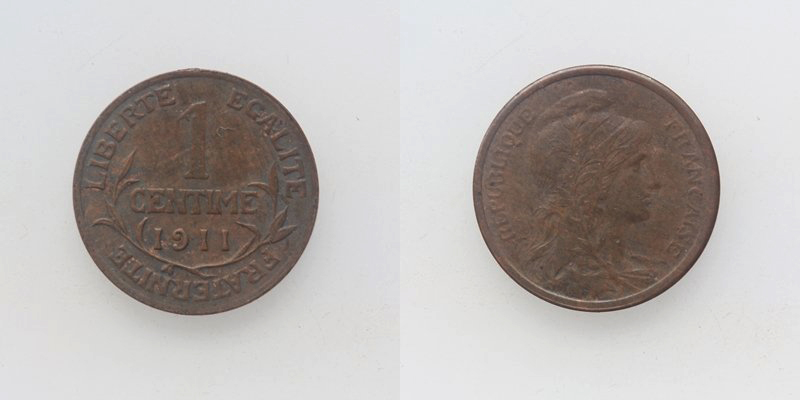 LIBERTE EGALITE
1
CENTIME
1911
FRATERNITE
REPUBLIQUE FRANCAISE